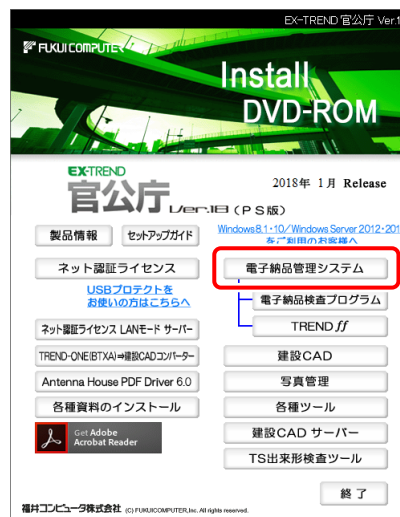 EX-TREND 官公庁 Ver.1
FUKUI COMPUTER
Install
DVD-ROM
EX-TREND
官公庁 Ver.18 (PS版)
2018年 1月 Release
製品情報
セットアップガイド
Windows8.1・10/Windows Server 2012・201
をご利用のお客様へ
ネット認証ライセンス
電子納品管理システム
USBプロテクトを
お使いの方はこちらへ
電子納品検査プログラム
ネット認証ライセンス LANモード サーバー
TREND ff
TREND-ONE(BTXA)⇒建設CADコンバーター
建設CAD
Antenna House PDF Driver 6.0
写真管理
各種資料のインストール
各種ツール
Get Adobe
Acrobat Reader
建設CAD サーバー
TS出来形検査ツール
終 了
福井コンピュータ株式会社 (C) FUKUICOMPUTER,Inc. All rights reserved.